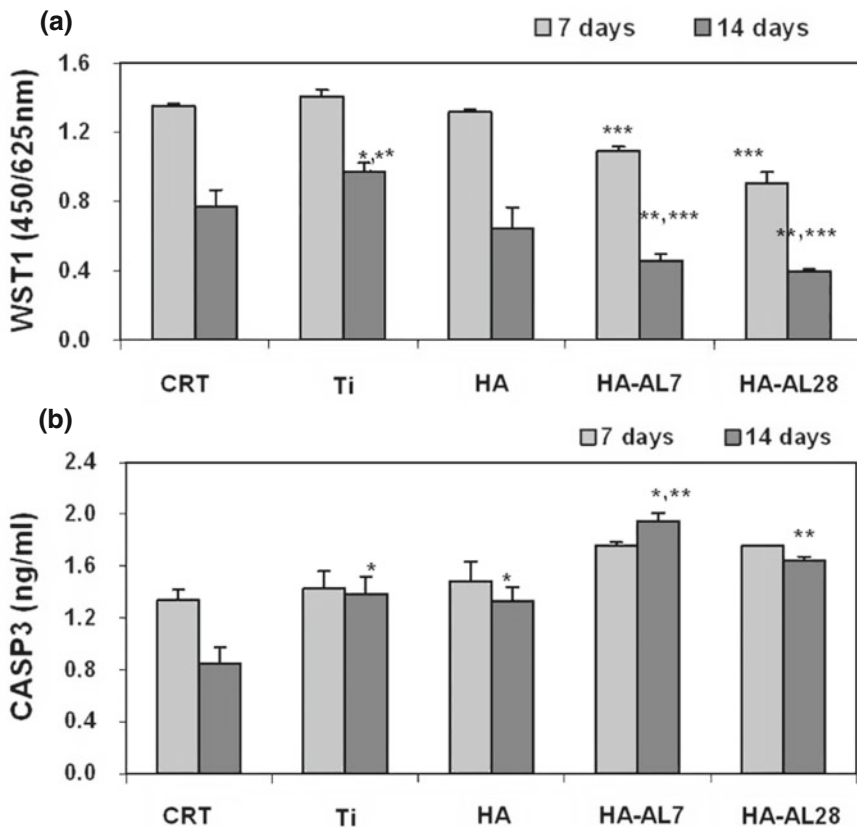 (a)
7 days 14 days
WST1 (450/625nm)
1.6
1.2
0.8
0.4
0.0
*,**
***
**,***
***
**,***
CRT Ti HA HA-AL7 HA-AL28
(b)
7 days 14 days
CASP3 (ng/ml)
2.4
2.0
1.6
1.2
0.8
0.4
0.0
*
*
*,**
**
CRT Ti HA HA-AL7 HA-AL28